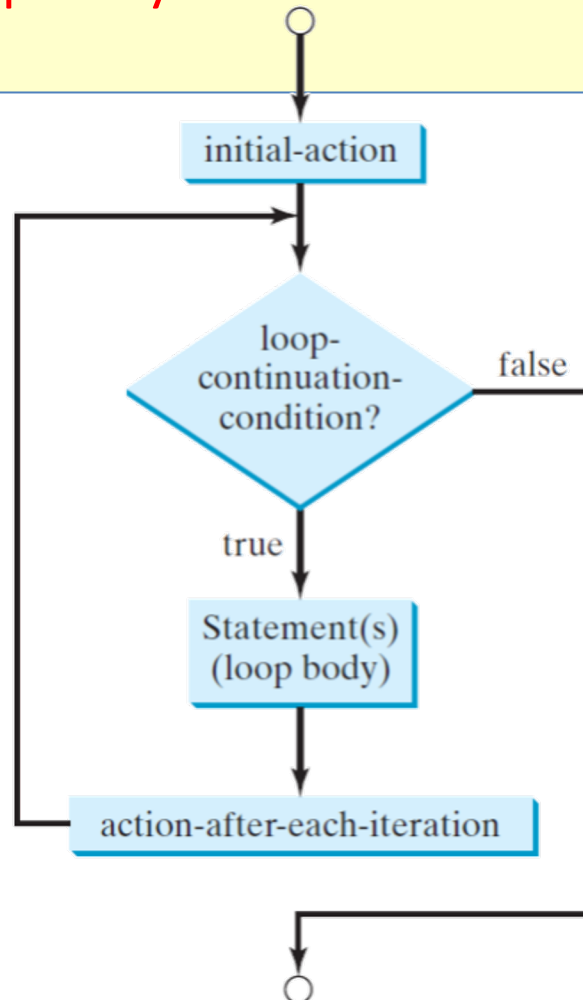 initial-action
loop-
continuation-
condition?
false
true
Statement(s)
(loop body)
action-after-each-iteration